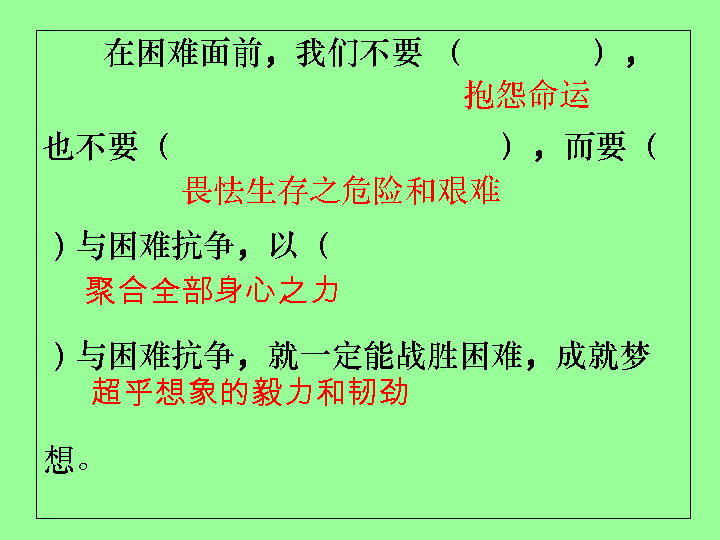 在困难面前，我们不要（　　　　），
抱怨命运
也不要（　　　　　　　　　　），而要（
畏怯生存之危险和艰难
）与困难抗争，以（
聚合全部身心之力
）与困难抗争，就一定能战胜困难，成就梦
超乎想象的毅力和韧劲
想。